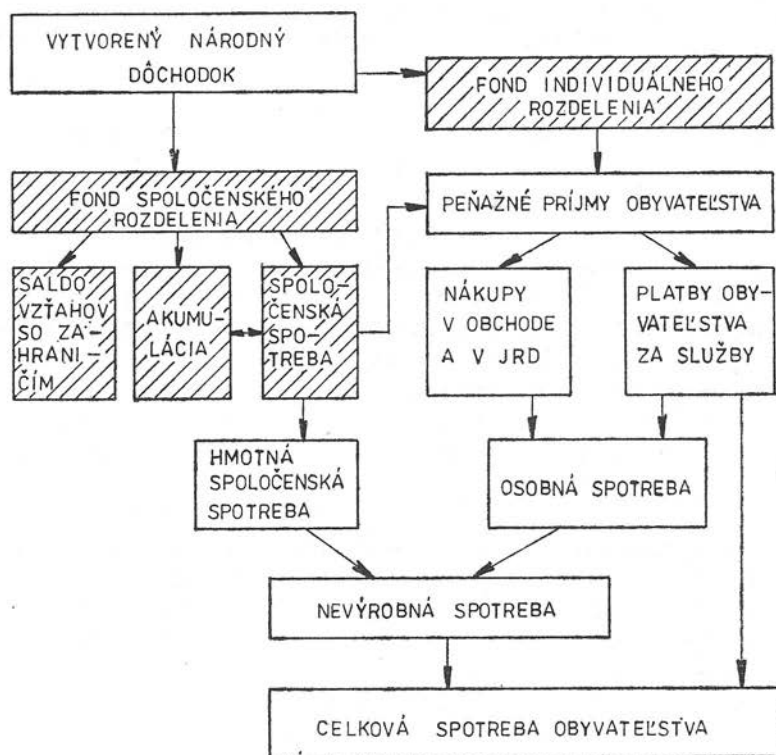 VYTVORENÝ NÁRODNÝ
DÔCHODOK
FOND INDIVIDUÁLNEHO
ROZDELENIA
FOND SPOLOČENSKÉHO
ROZDELENIA
PEŇAŽNÉ PRÍJMY OBYVATEĽSTVA
SALDO
VZŤAHOV
SO ZA-
HRANI-
ČÍM
AKUMU-
LÁCIA
SPOLO-
ČENSKÁ
SPO-
TREBA
NÁKUPY
V OBCHODE
A V JRD
PLATBY OBY-
VATEĽSTVA
ZA SLUŽBY
HMOTNÁ
SPOLOČENSKÁ
SPOTREBA
OSOBNÁ SPOTREBA
NEVÝROBNÁ SPOTREBA
CELKOVÁ SPOTREBA OBYVATEĽSTVA